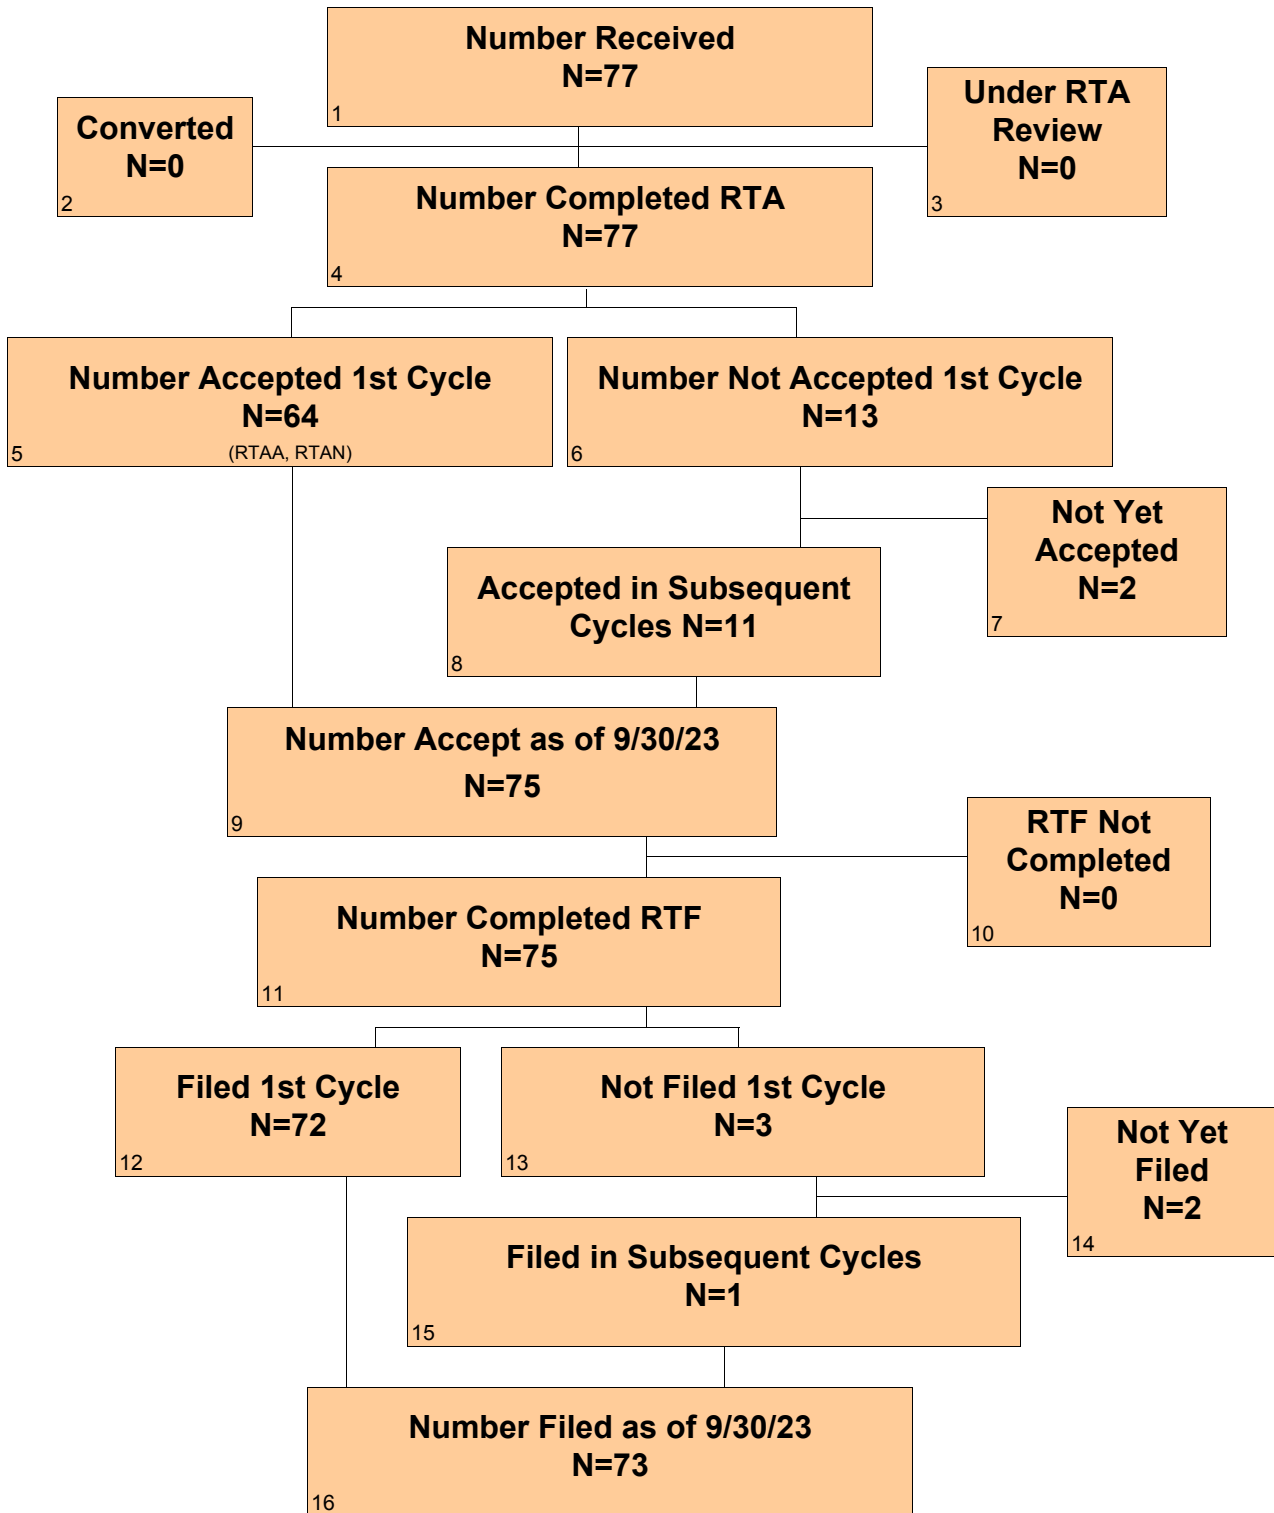 Number Received
N=77
1
Converted
N=0
2
Under RTA
Review
N=0
3
Number Completed RTA
N=77
4
Number Accepted 1st Cycle
N=64
(RTAA, RTAN)
5
Number Not Accepted 1st Cycle
N=13
6
Not Yet
Accepted
N=2
7
Accepted in Subsequent
Cycles N=11
8
Number Accept as of 9/30/23
N=75
9
RTF Not
Completed
N=0
10
Number Completed RTF
N=75
11
Filed 1st Cycle
N=72
12
Not Filed 1st Cycle
N=3
13
Not Yet
Filed
N=2
14
Filed in Subsequent Cycles
N=1
15
Number Filed as of 9/30/23
N=73
16